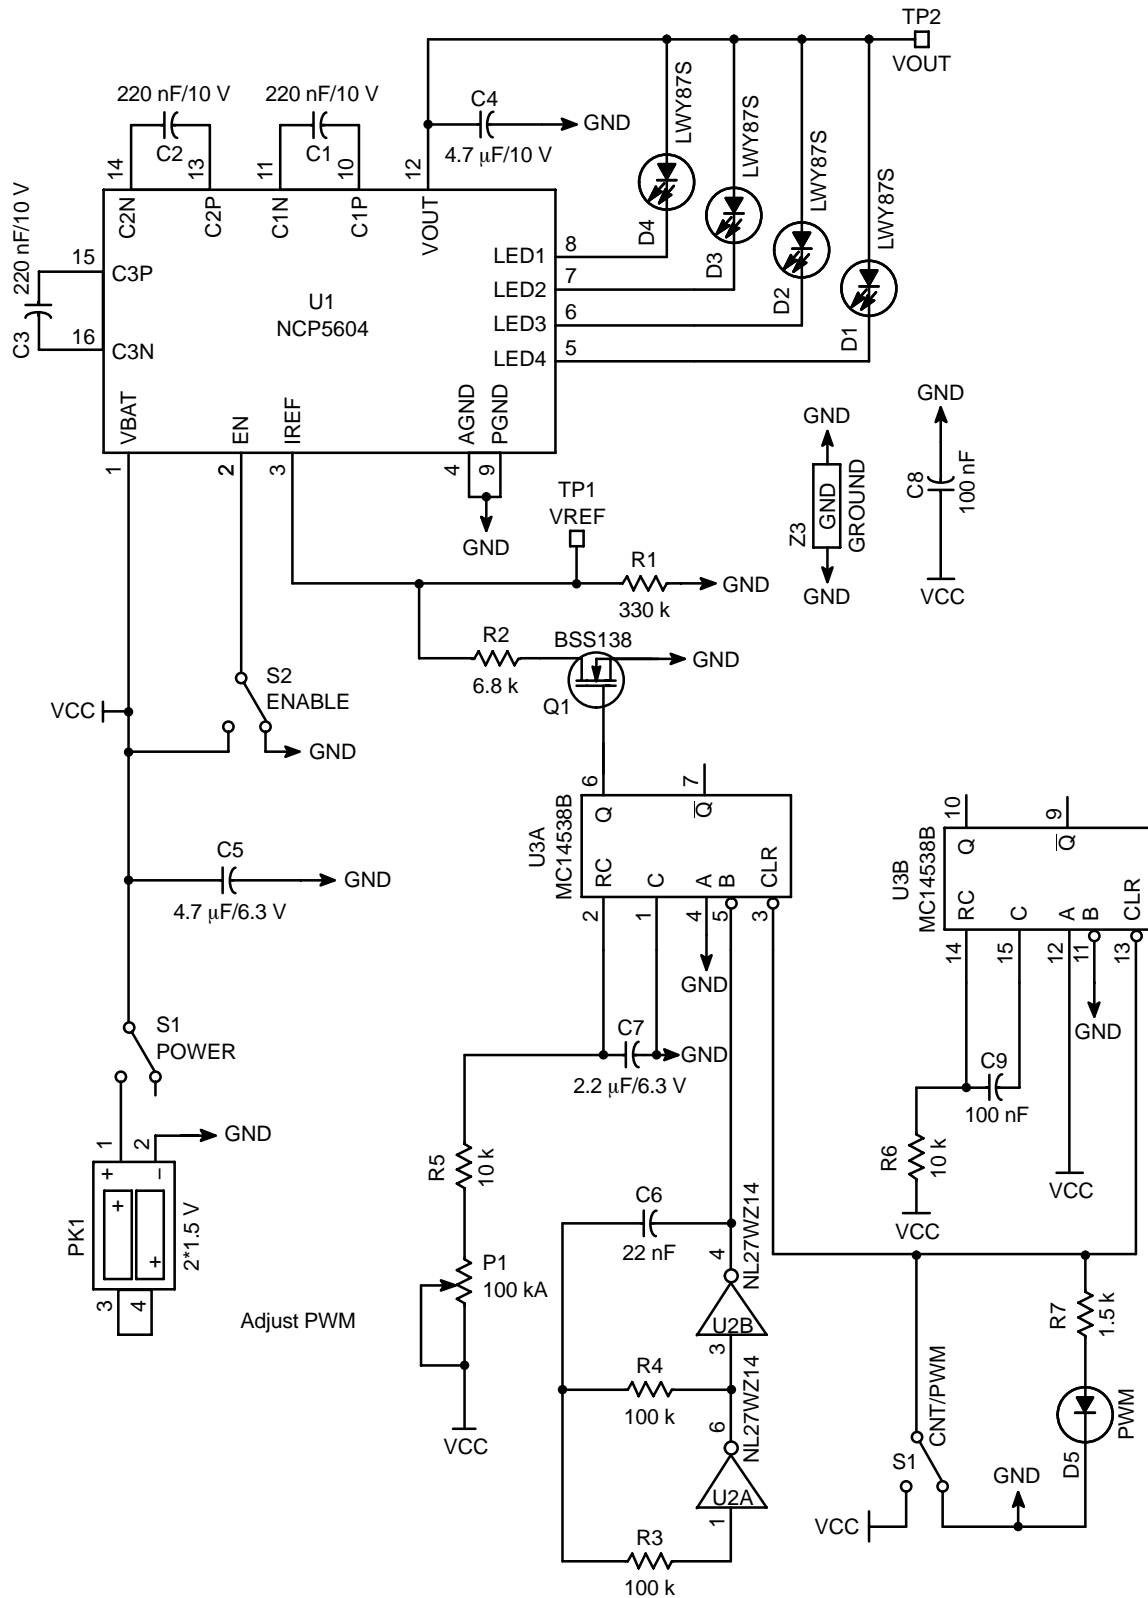 TP2
VOUT
220 nF/10 V
220 nF/10 V
C4
GND
4.7 µF/10 V
C2
C1
14
13
11
10
12
LWY87S
LWY87S
LWY87S
LWY87S
C2N
C2P
C1N
C1P
VOUT
220 nF/10 V
C3
15
C3P
16
C3N
U1
NCP5604
LED1
8
LED2
7
LED3
6
LED4
5
D4
D3
D2
D1
VBAT
EN
IREF
AGND
PGND
1
2
3
4
9
GND
TP1
VREF
R1
330 k
GND
GND
Z3
GND
GROUND
GND
GND
C8
100 nF
VCC
R2
6.8 k
BSS138
Q1
GND
VCC
S2
ENABLE
GND
C5
4.7 µF/6.3 V
GND
S1
POWER
1
2
GND
PK1
+
–
+
+
2*1.5 V
3
4
6
7
U3A
MC14538B
Q
Q
RC
C
A
B
CLR
2
1
4
5
3
GND
C7
GND
2.2 µF/6.3 V
10
9
U3B
MC14538B
Q
Q
RC
C
A
B
CLR
14
15
12
11
13
GND
C9
100 nF
R6
10 k
VCC
VCC
R5
10 k
P1
100 kA
Adjust PWM
VCC
C6
22 nF
4
NL27WZ14
U2B
3
R4
100 k
6
NL27WZ14
U2A
1
R3
100 k
R7
1.5 k
CNT/PWM
S1
VCC
GND
D5
PWM